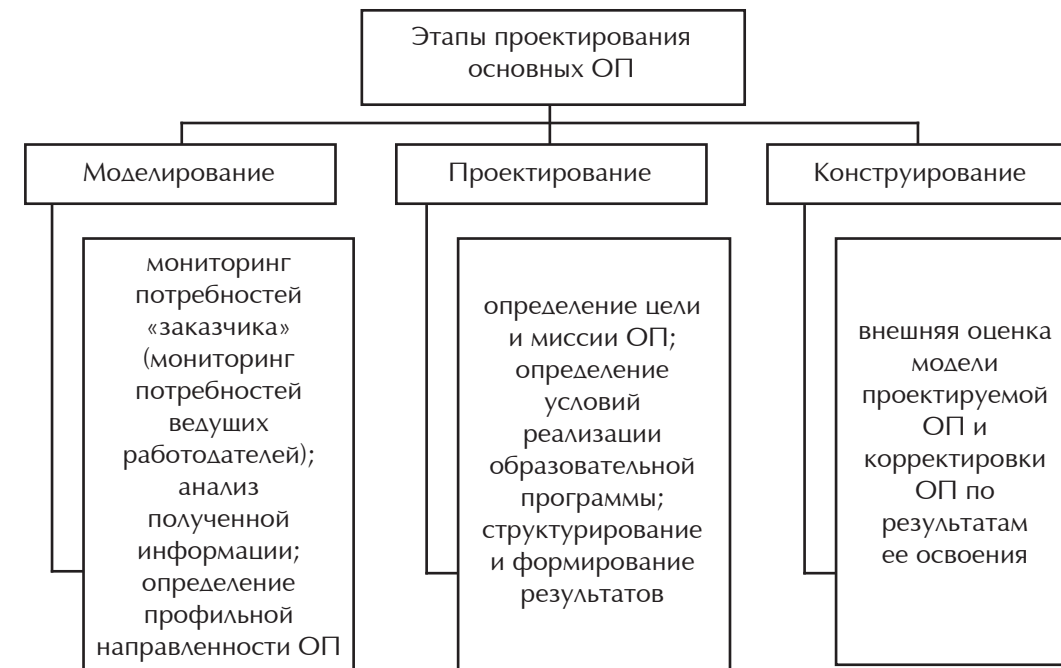 Этапы проектирования
основных ОП
Моделирование
Проектирование
Конструирование
мониторинг
потребностей
«заказчика»
(мониторинг
потребностей
ведущих
работодателей);
анализ
полученной
информации;
определение
профильной
направленности ОП
определение цели
и миссии ОП;
определение
условий
реализации
образовательной
программы;
структурирование
и формирование
результатов
внешняя оценка
модели
проектируемой
ОП и
корректировки
ОП по
результатам
ее освоения